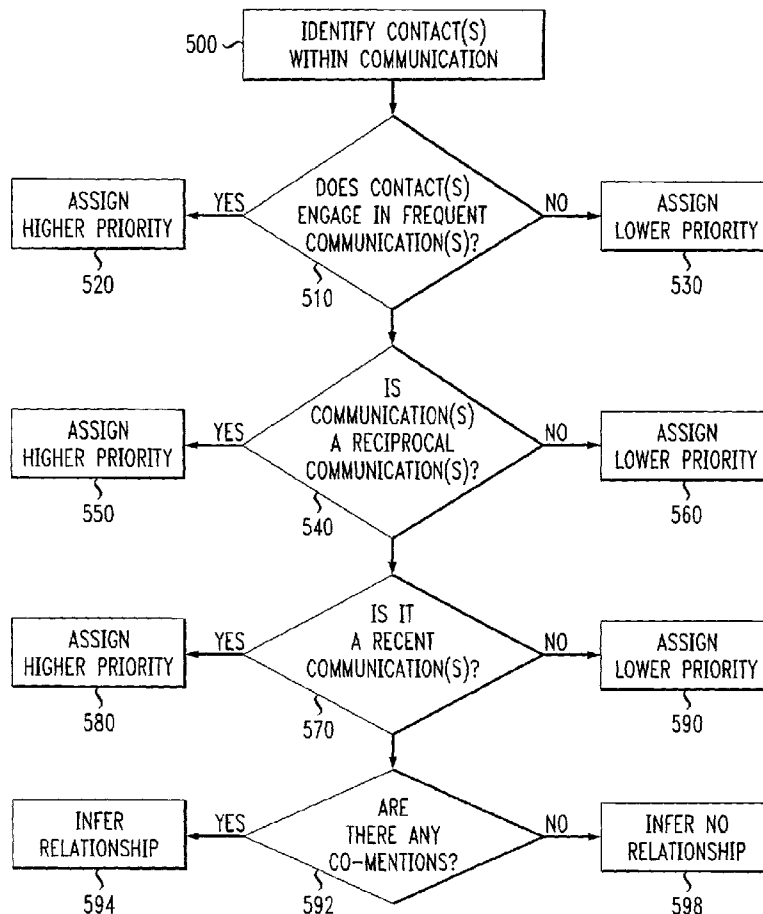 500
IDENTIFY CONTACT(S)
WITHIN COMMUNICATION
ASSIGN
HIGHER PRIORITY
520
YES
DOES CONTACT(S)
ENGAGE IN FREQUENT
COMMUNICATION(S)?
510
NO
ASSIGN
LOWER PRIORITY
530
ASSIGN
HIGHER PRIORITY
550
YES
IS
COMMUNICATION(S)
A RECIPROCAL
COMMUNICATION(S)?
540
NO
ASSIGN
LOWER PRIORITY
560
ASSIGN
HIGHER PRIORITY
580
YES
IS IT
A RECENT
COMMUNICATION(S)?
570
NO
ASSIGN
LOWER PRIORITY
590
INFER
RELATIONSHIP
594
YES
ARE
THERE ANY
CO-MENTIONS?
592
NO
INFER NO
RELATIONSHIP
598